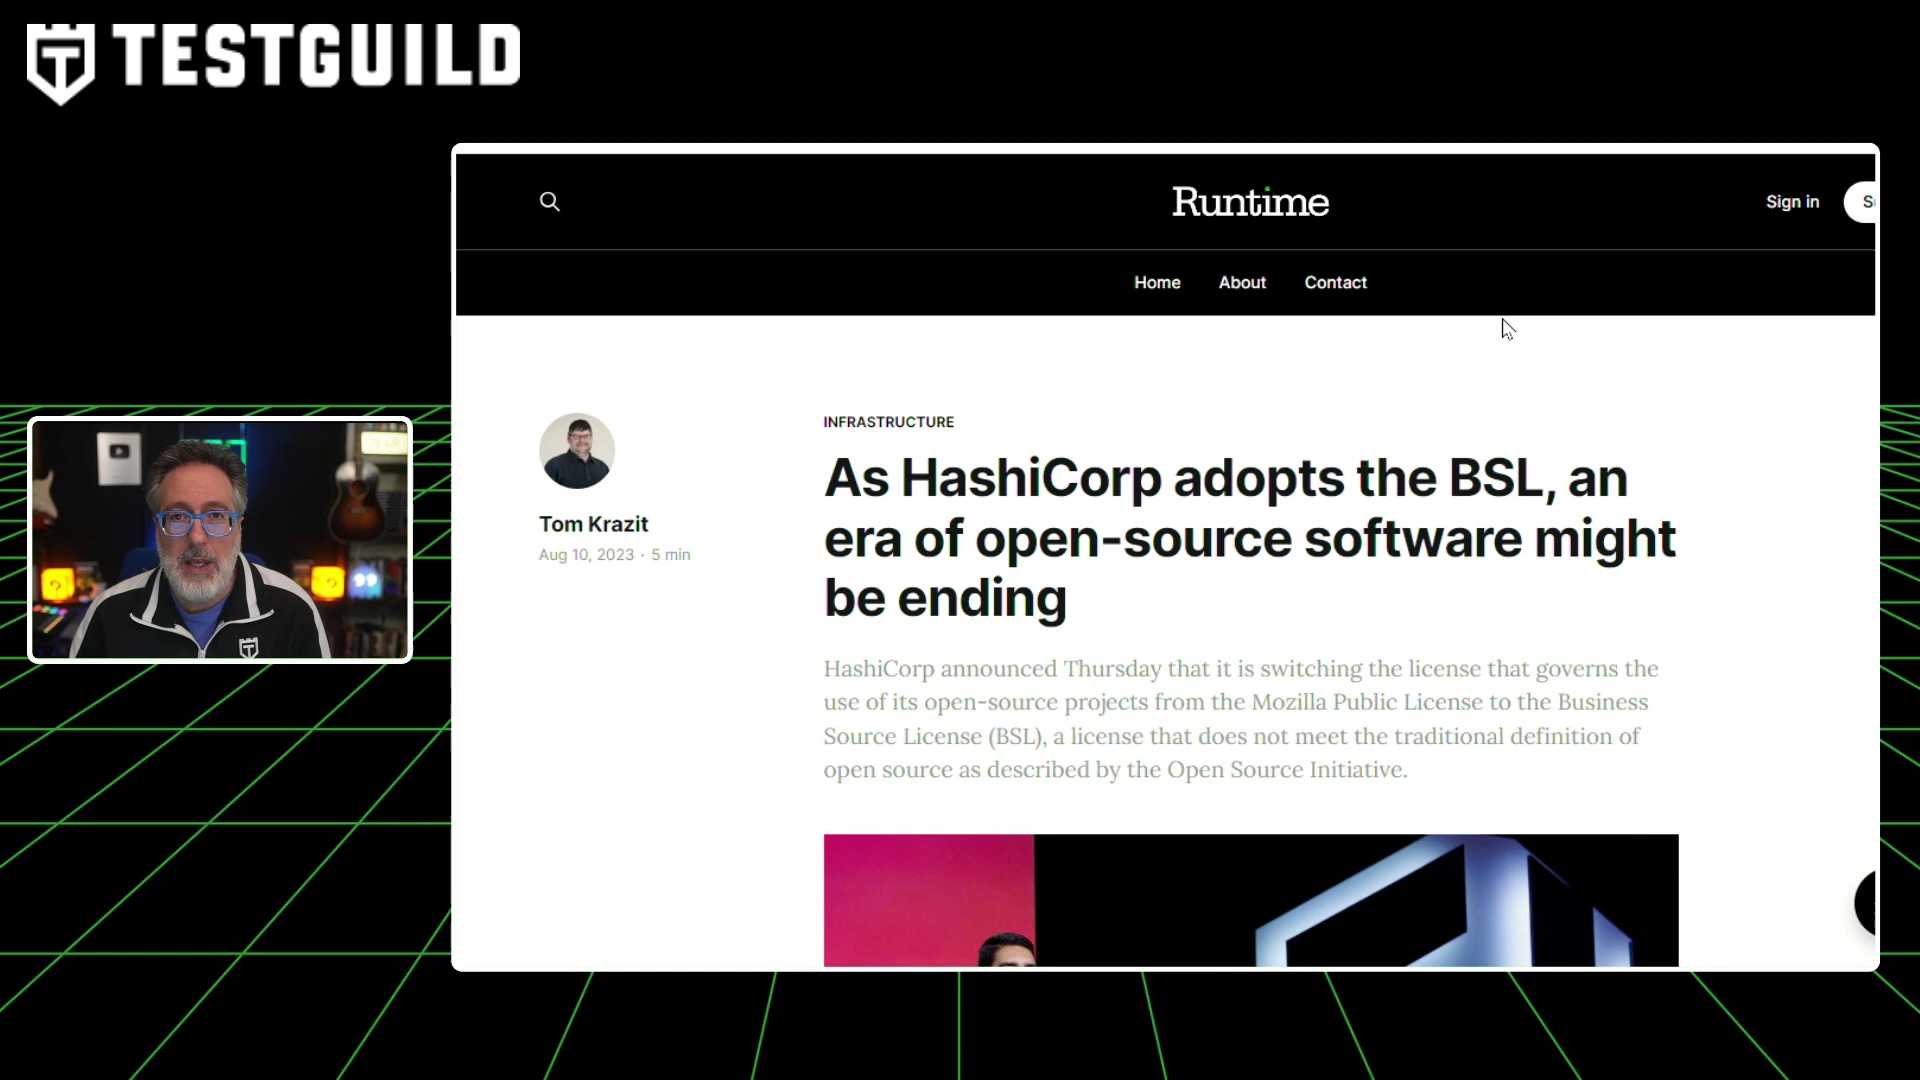 TESTGUILD
Runtime
Sign in
Home About Contact
INFRASTRUCTURE
As HashiCorp adopts the BSL, an
era of open-source software might
be ending
Tom Krazit
Aug 10, 2023 · 5 min
HashiCorp announced Thursday that it is switching the license that governs the
use of its open-source projects from the Mozilla Public License to the Business
Source License (BSL), a license that does not meet the traditional definition of
open source as described by the Open Source Initiative.